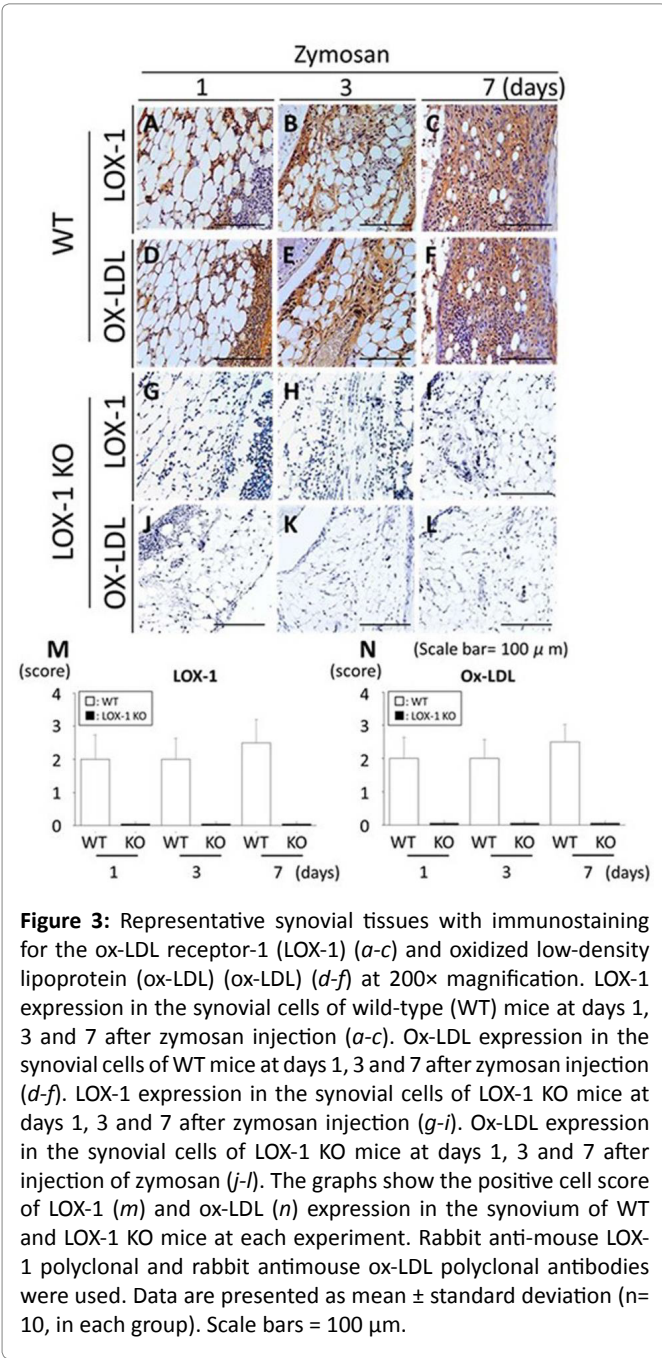 Zymosan
1 3 7 (days)
WT
LOX-1
A B C
OX-LDL
D E F
LOX-1 KO
LOX-1
G H I
OX-LDL
J K L
M N (Scale bar= 100 μ m)
(score) LOX-1 (score) Ox-LDL
4 4
□: WT □: WT
3 ■: LOX-1 KO 3 ■: LOX-1 KO
2 2
1 1
0 0
WT KO WT KO WT KO WT KO WT KO WT KO
1 3 7 (days) 1 3 7 (days)
Figure 3: Representative synovial tissues with immunostaining
for the ox-LDL receptor-1 (LOX-1) (a-c) and oxidized low-density
lipoprotein (ox-LDL) (ox-LDL) (d-f) at 200× magnification. LOX-1
expression in the synovial cells of wild-type (WT) mice at days 1,
3 and 7 after zymosan injection (a-c). Ox-LDL expression in the
synovial cells of WT mice at days 1, 3 and 7 after zymosan injection
(d-f). LOX-1 expression in the synovial cells of LOX-1 KO mice at
days 1, 3 and 7 after zymosan injection (g-i). Ox-LDL expression
in the synovial cells of LOX-1 KO mice at days 1, 3 and 7 after
injection of zymosan (j-l). The graphs show the positive cell score
of LOX-1 (m) and ox-LDL (n) expression in the synovium of WT
and LOX-1 KO mice at each experiment. Rabbit anti-mouse LOX-
1 polyclonal and rabbit antimouse ox-LDL polyclonal antibodies
were used. Data are presented as mean ± standard deviation (n=
10, in each group). Scale bars = 100 μm.